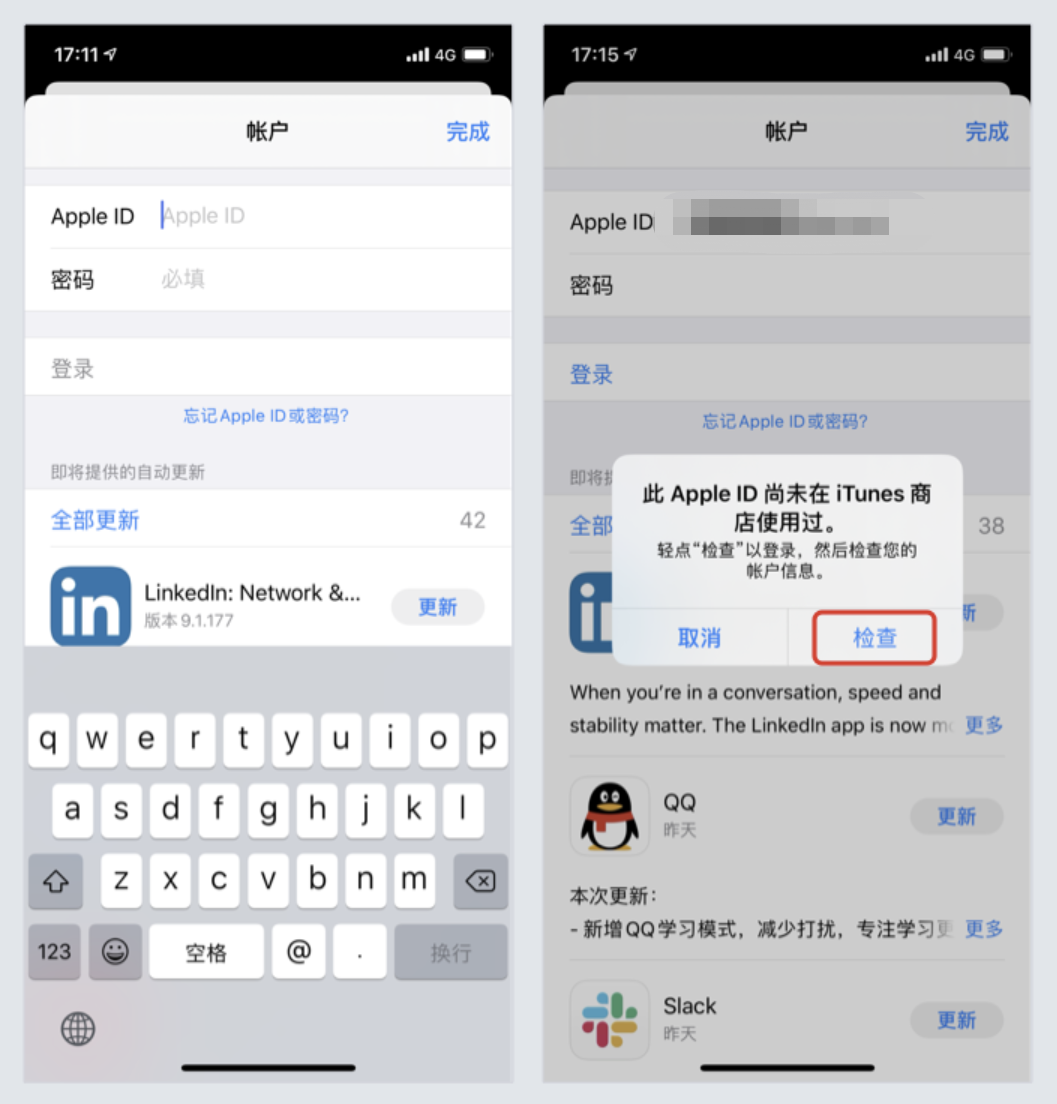 17:11
4G
帐户
完成
Apple ID
Apple ID
密码
必填
登录
忘记Apple ID或密码?
即将提供的自动更新
全部更新
42
in
LinkedIn: Network &...
版本 9.1.177
更新
q w e r t y u i o p
a s d f g h j k l
z x c v b n m
123
空格
@
.
换行
17:15
4G
帐户
完成
Apple ID
密码
登录
忘记Apple ID或密码?
即将提
全部
38
此 Apple ID 尚未在 iTunes 商
店使用过。
轻点“检查”以登录，然后检查您的
帐户信息。
取消
检查
新
When you're in a conversation, speed and
stability matter. The LinkedIn app is now mo
更多
QQ
昨天
更新
本次更新：
- 新增QQ学习模式，减少打扰，专注学习更
更多
Slack
昨天
更新